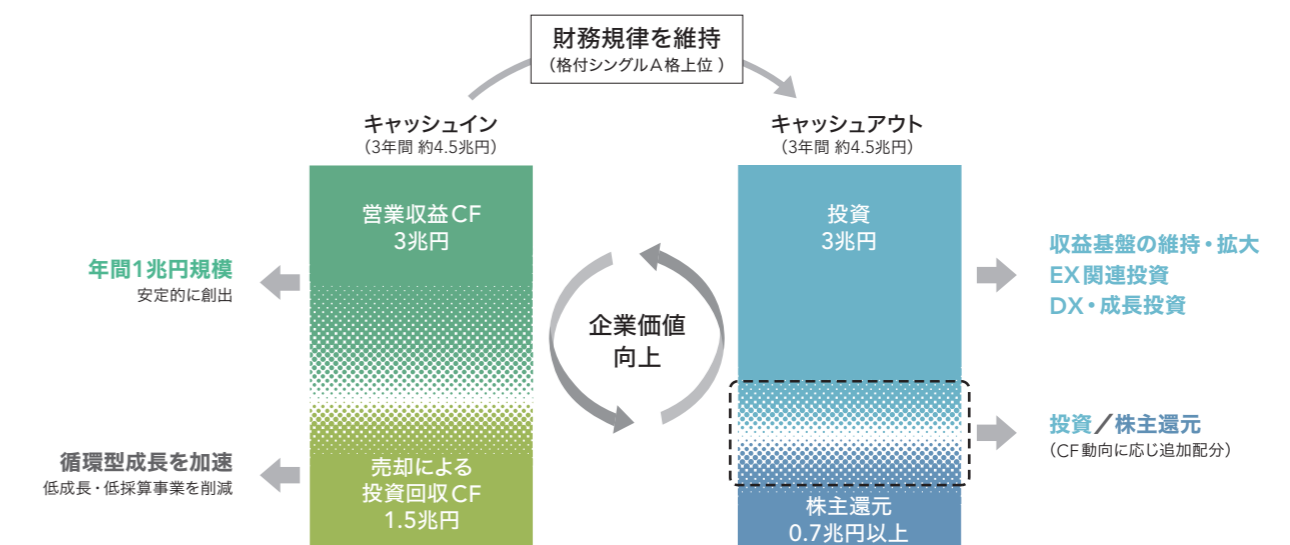 財務規律を維持
（格付シングルA格上位 ）
キャッシュイン
（3年間 約4.5兆円）
キャッシュアウト
（3年間 約4.5兆円）
営業収益CF
3兆円
年間1兆円規模
安定的に創出
循環型成長を加速
低成長・低採算事業を削減
売却による
投資回収CF
1.5兆円
企業価値
向上
投資
3兆円
収益基盤の維持・拡大
EX関連投資
DX・成長投資
投資／株主還元
（CF動向に応じ追加配分）
株主還元
0.7兆円以上